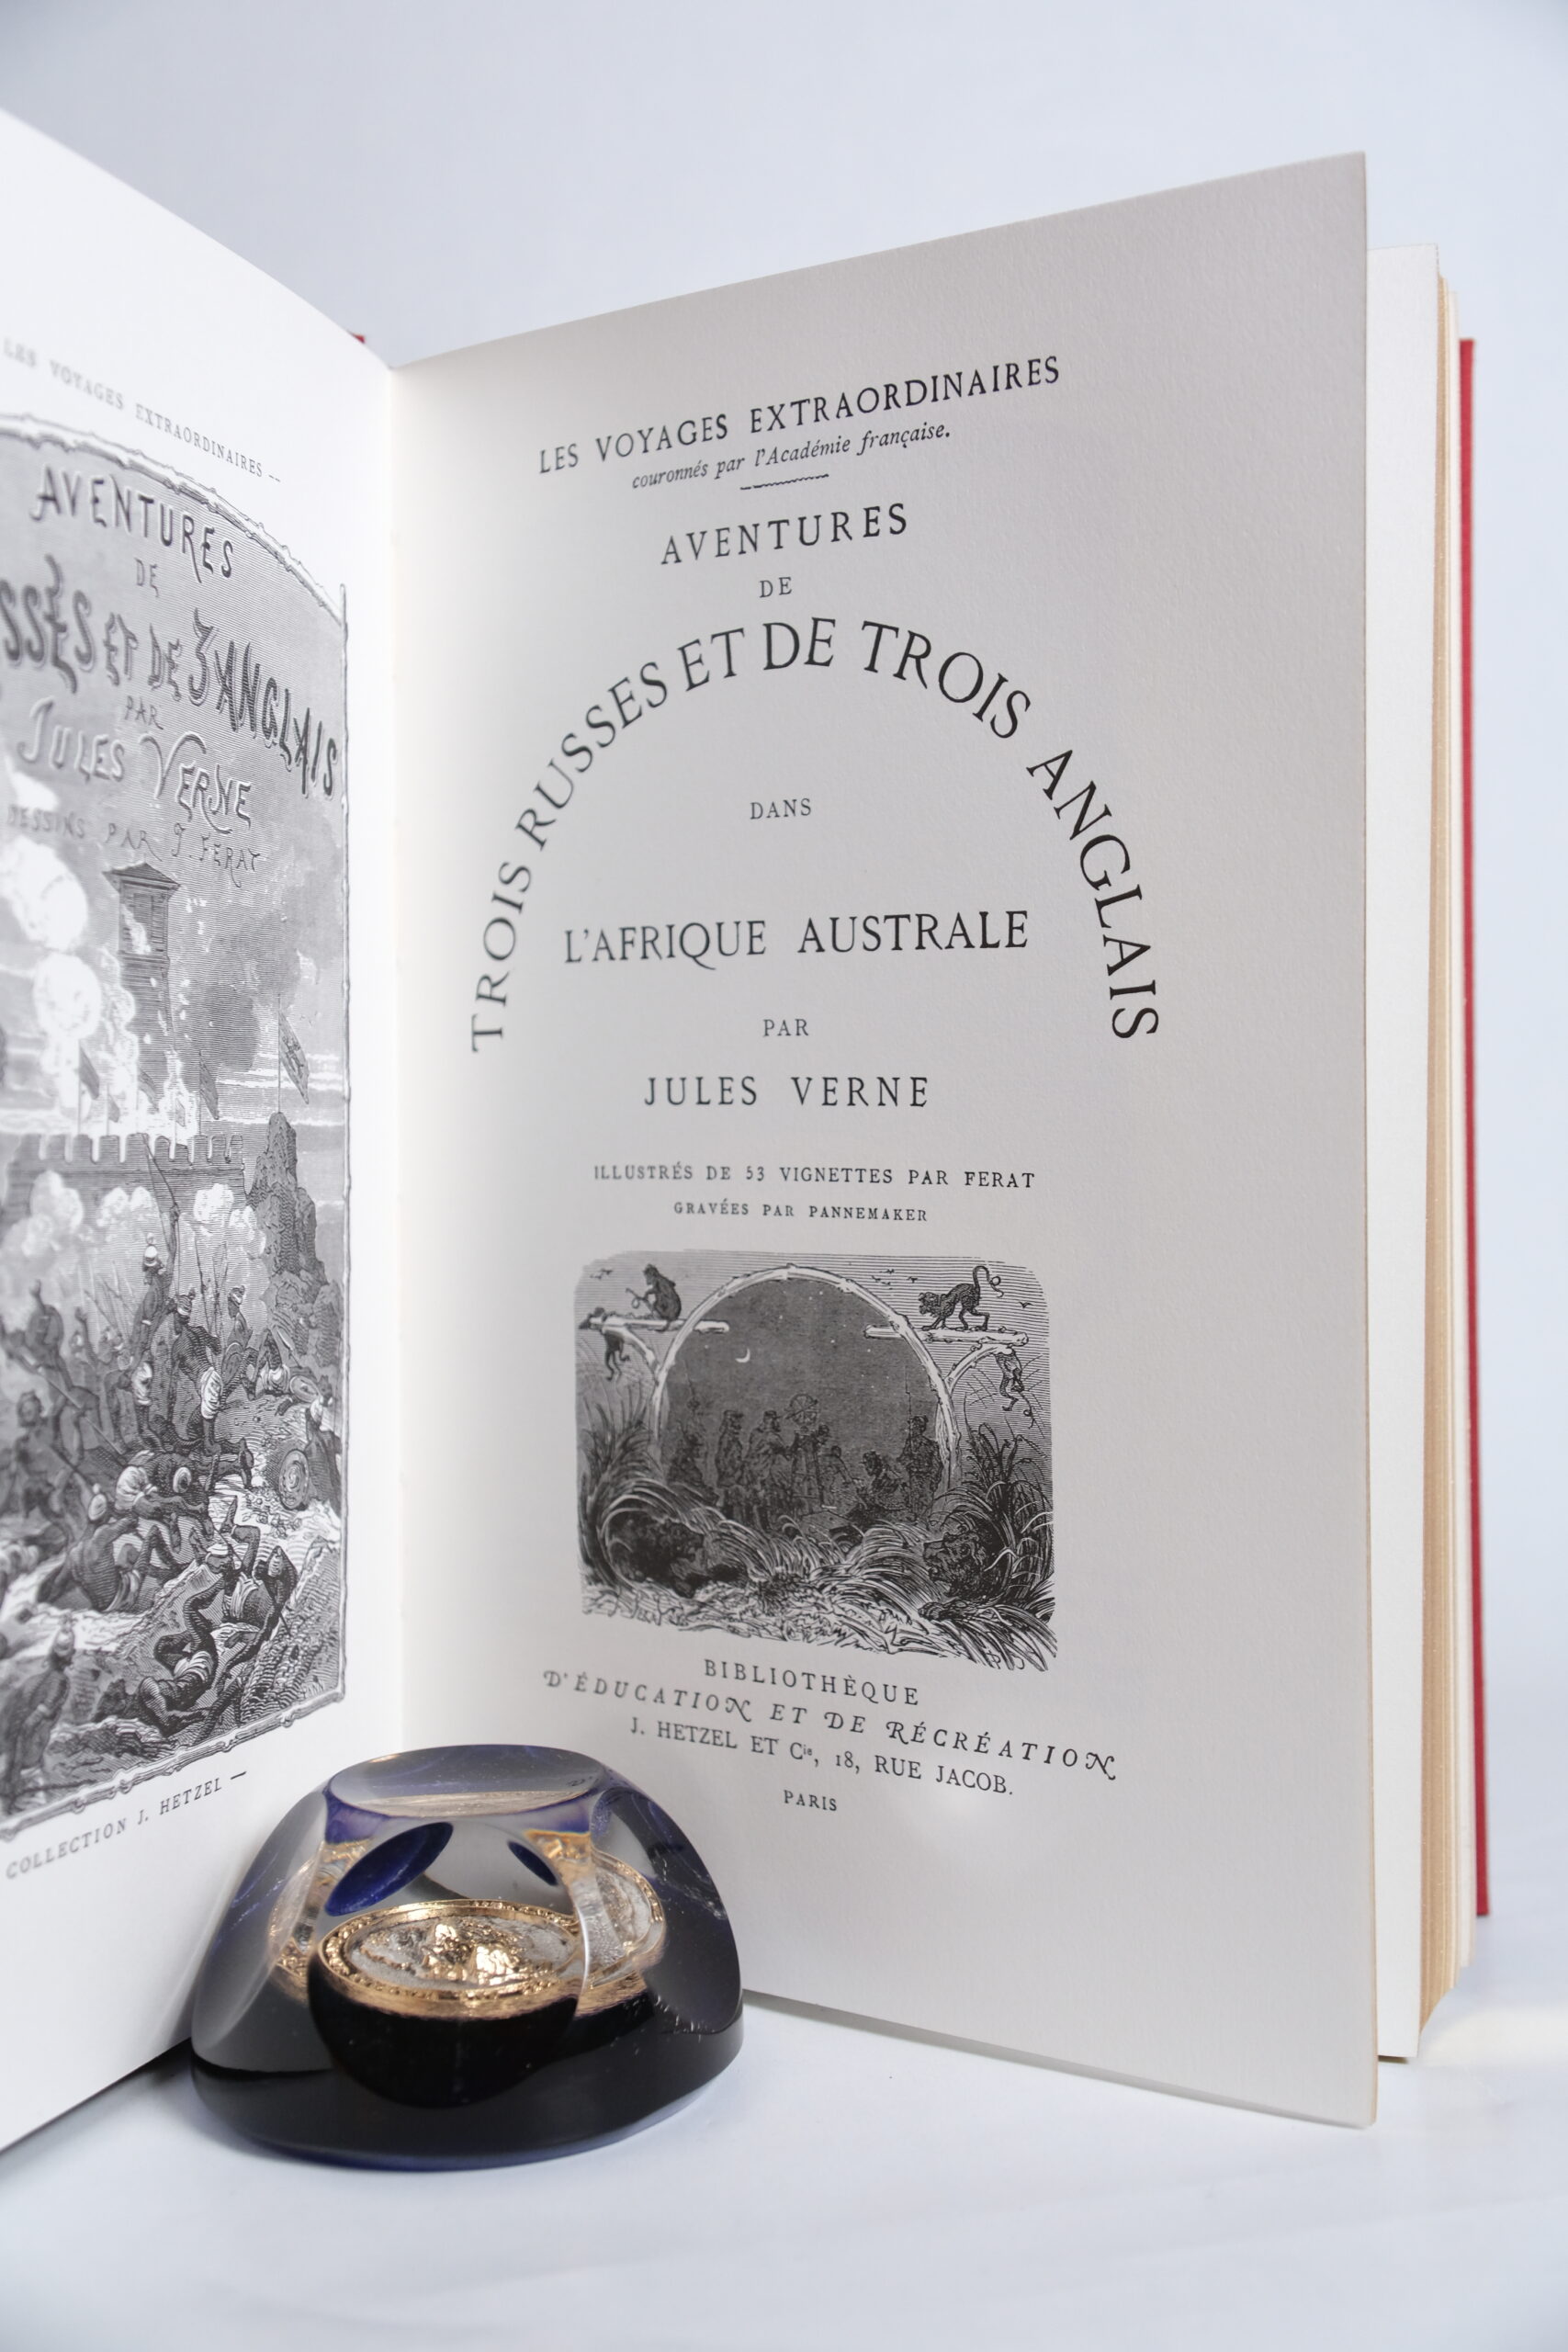 LES VOYAGES EXTRAORDINAIRES —
AVENTURES
DE
SSES ET DE 3 ANGLAIS
PAR
JULES VERNE
DESSINS PAR J. FERAT
COLLECTION J. HETZEL —
LES VOYAGES EXTRAORDINAIRES
couronnés par l'Académie française.
AVENTURES
DE
TROIS RUSSES ET DE TROIS ANGLAIS
DANS
L'AFRIQUE AUSTRALE
PAR
JULES VERNE
ILLUSTRÉS DE 53 VIGNETTES PAR FERAT
GRAVÉES PAR PANNEMAKER
BIBLIOTHÈQUE
D'ÉDUCATION ET DE RÉCRÉATION
J. HETZEL ET Cie, 18, RUE JACOB.
PARIS